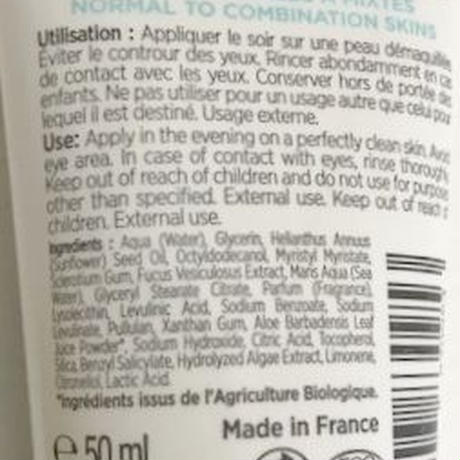 À MIXTES
NORMAL TO COMBINATION SKINS
Utilisation : Appliquer le soir sur une peau démaquillée
Éviter le contour des yeux. Rincer abondamment en cas
de contact avec les yeux. Conserver hors de portée des
enfants. Ne pas utiliser pour un usage autre que celui pour
lequel il est destiné. Usage externe.
Use: Apply in the evening on a perfectly clean skin. Avoid
eye area. In case of contact with eyes, rinse thoroughly
Keep out of reach of children and do not use for purpose
other than specified. External use. Keep out of reach
children. External use.
Ingredients : Aqua (Water), Glycerin, Helianthus Annuus
(Sunflower) Seed Oil, Octyldodecanol, Myristyl Myristate,
Sclerotium Gum, Fucus Vesiculosus Extract, Maris Aqua (Sea
Water), Glyceryl Stearate Citrate, Parfum (Fragrance),
Lysolecithin, Levulinic Acid, Sodium Benzoate, Sodium
Levulinate, Pullulan, Xanthan Gum, Aloe Barbadensis Leaf
Juice Powder*, Sodium Hydroxide, Citric Acid, Tocopherol,
Silica, Benzyl Salicylate, Hydrolyzed Algae Extract, Limonene,
Citronellol, Lactic Acid.
*Ingrédients issus de l'Agriculture Biologique.
Made in France
e 50 ml